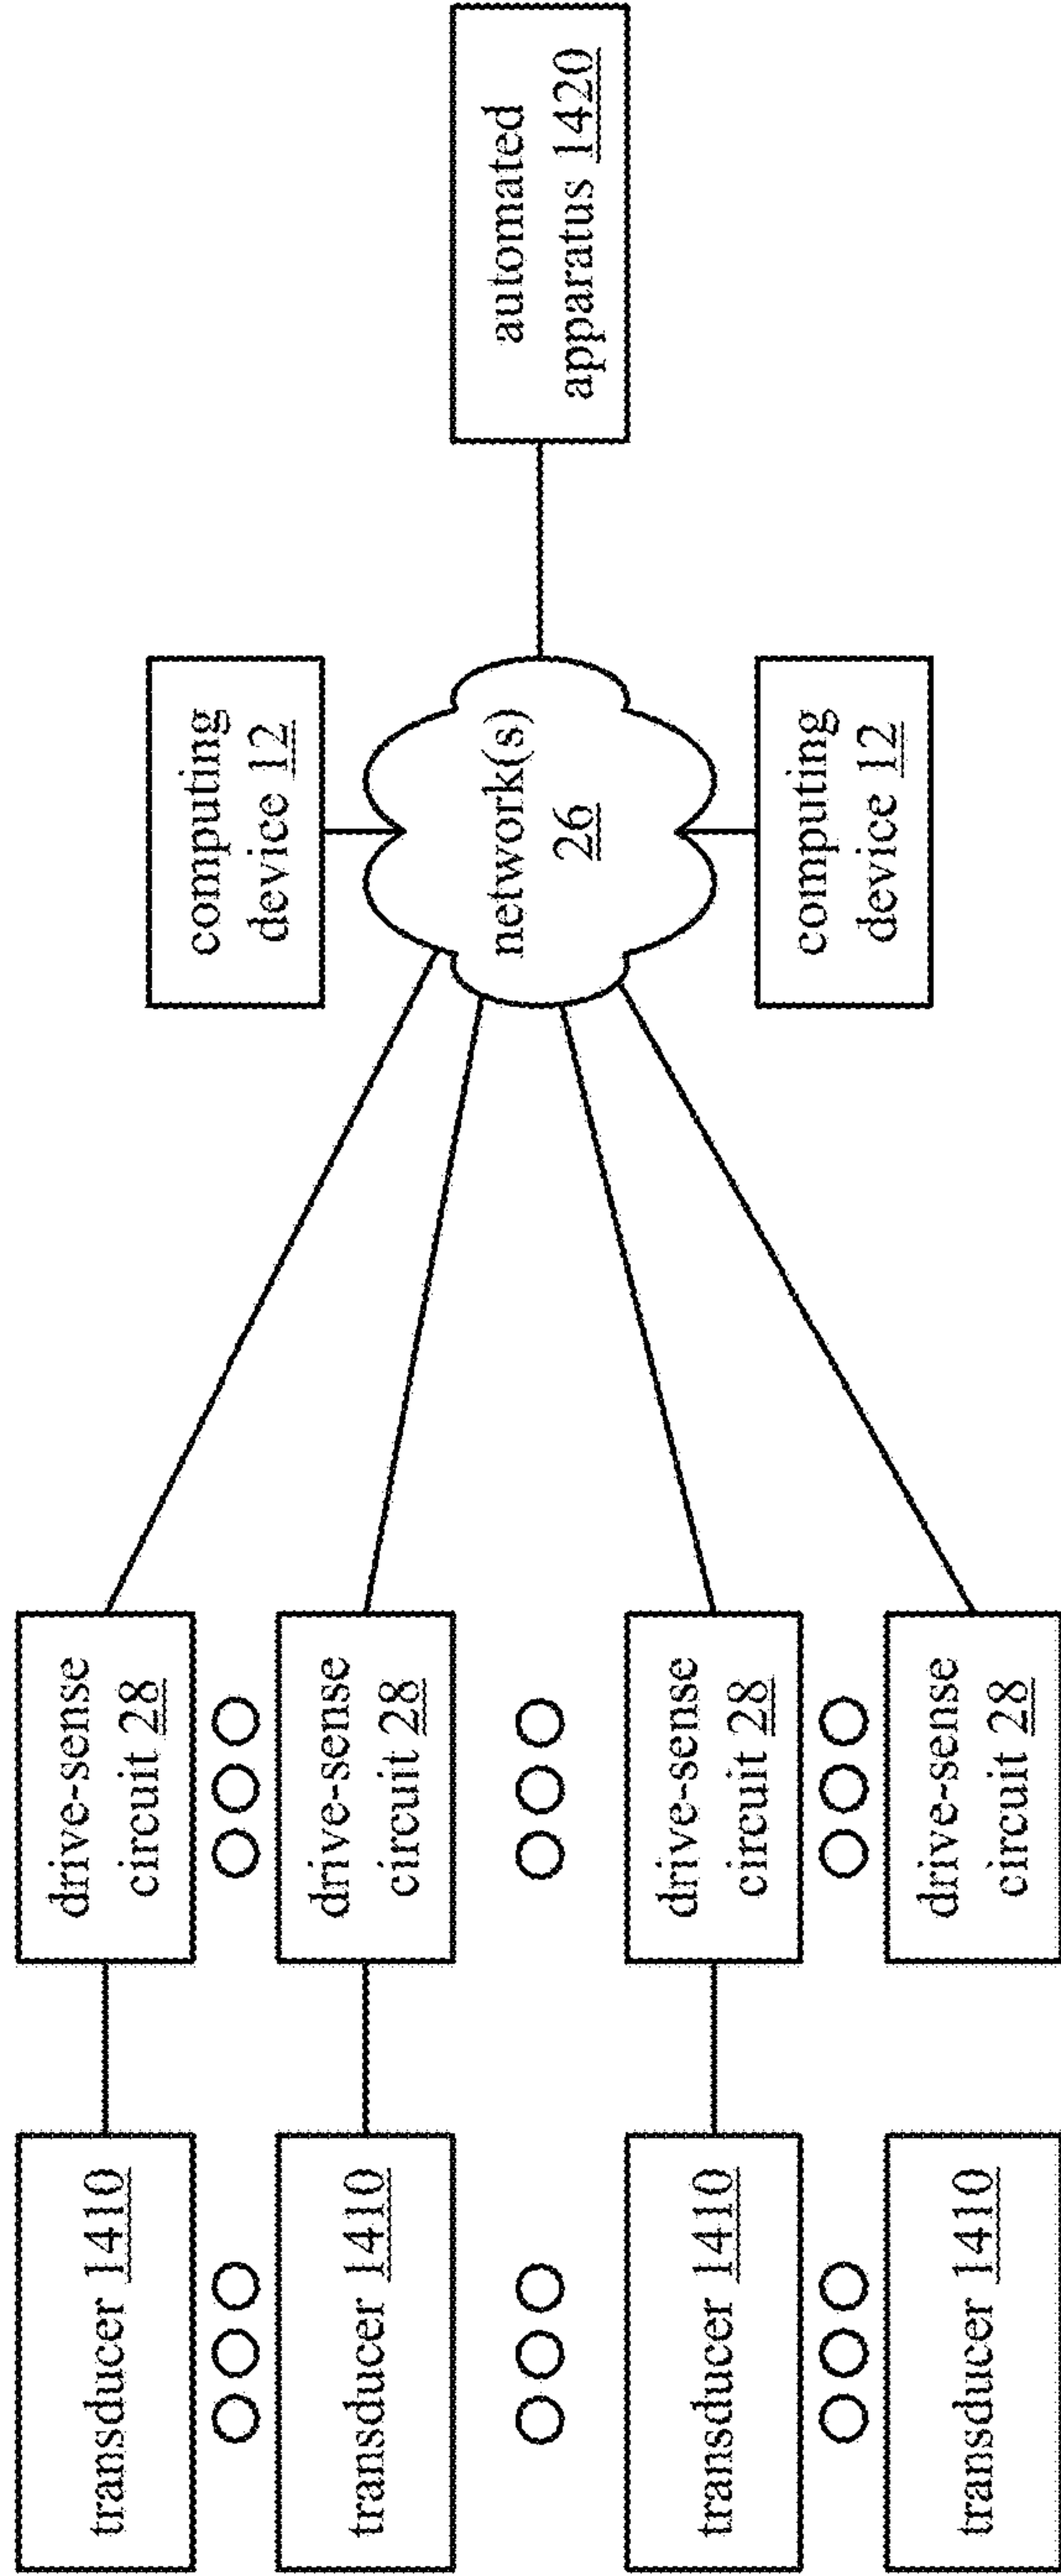 transducer 1410
transducer 1410
transducer 1410
transducer 1410
drive-sense
circuit 28
drive-sense
circuit 28
drive-sense
circuit 28
drive-sense
circuit 28
computing
device 12
network(s)
26
computing
device 12
automated
apparatus 1420